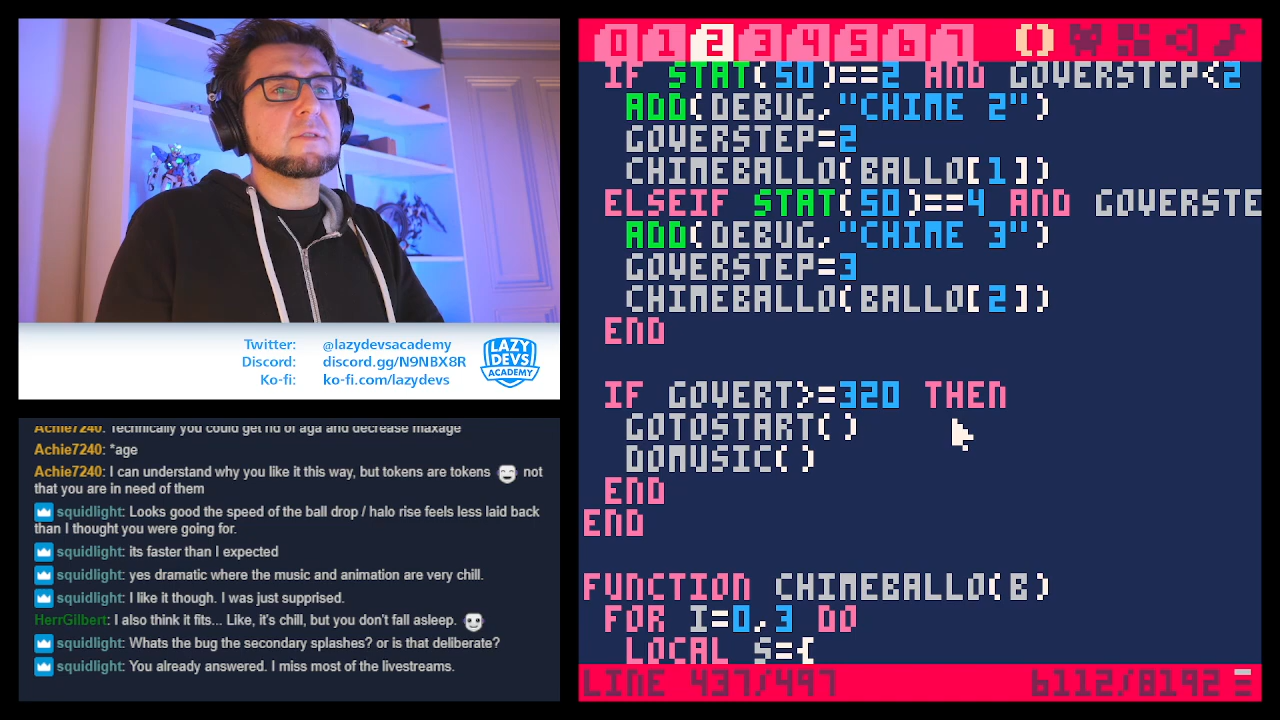 Twitter: @lazydevsacademy
Discord: discord.gg/N9NBX8R
Ko-fi: ko-fi.com/lazydevs
LAZY
DEVS
ACADEMY
Achie7240: Technically you could get rid of aga and decrease maxage
Achie7240: *age
Achie7240: I can understand why you like it this way, but tokens are tokens not
that you are in need of them
squidlight: Looks good the speed of the ball drop / halo rise feels less laid back
than I thought you were going for.
squidlight: its faster than I expected
squidlight: yes dramatic where the music and animation are very chill.
squidlight: I like it though. I was just supprised.
HerrGilbert: I also think it fits... Like, it's chill, but you don't fall asleep.
squidlight: Whats the bug the secondary splashes? or is that deliberate?
squidlight: You already answered. I miss most of the livestreams.
0 1 2 3 4 5 6 7 ()
IF STAT(50)==2 AND GOVERSTEP<2
ADD(DEBUG,"CHIME 2")
GOVERSTEP=2
CHIMEBALLO(BALLO[1])
ELSEIF STAT(50)==4 AND GOVERSTE
ADD(DEBUG,"CHIME 3")
GOVERSTEP=3
CHIMEBALLO(BALLO[2])
END
IF GOVERT>=320 THEN
GOTOSTART()
DOMUSIC()
END
END
FUNCTION CHIMEBALLO(B)
FOR I=0,3 DO
LOCAL S={
LINE 437/497 6112/8192